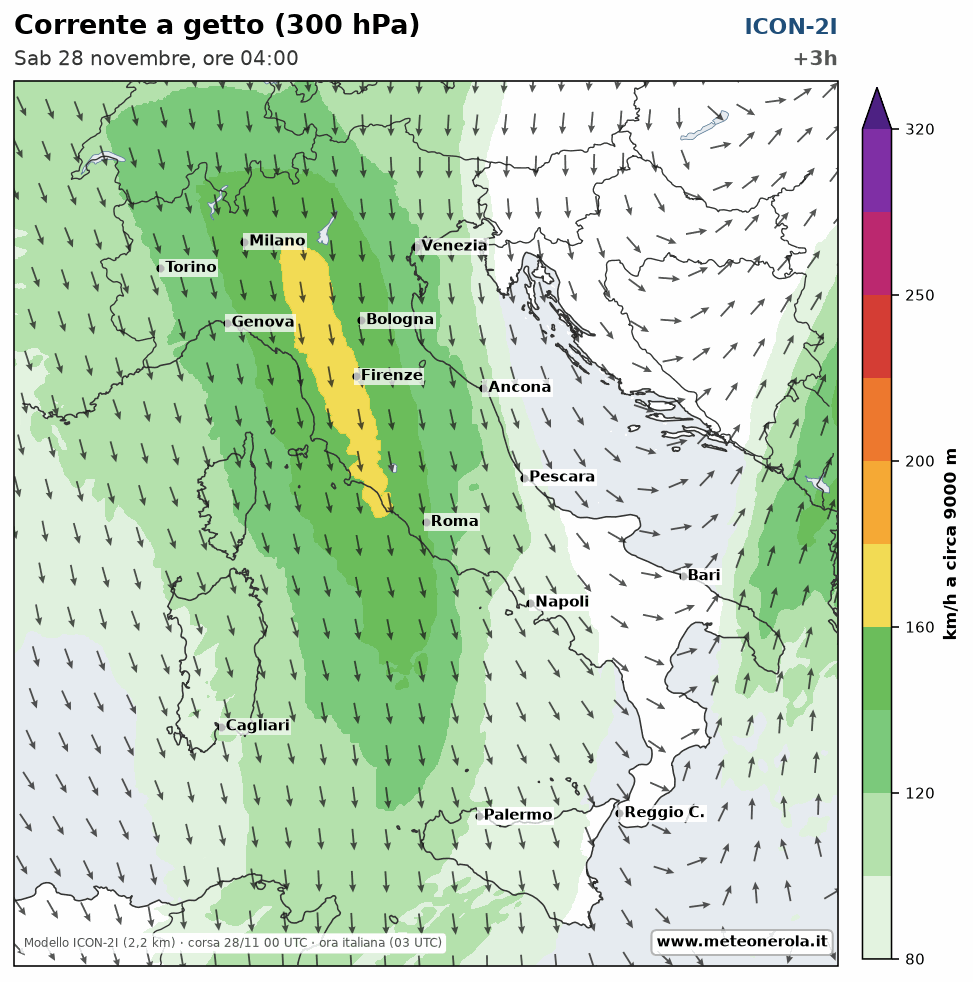 Corrente a getto (300 hPa)
ICON-2I
Sab 28 novembre, ore 04:00
+3h
320
250
200
160
120
80
km/h a circa 9000 m
Milano
Venezia
Torino
Genova
Bologna
Firenze
Ancona
Pescara
Roma
Bari
Napoli
Cagliari
Palermo
Reggio C.
Modello ICON-2I (2,2 km) · corsa 28/11 00 UTC · ora italiana (03 UTC)
www.meteonerola.it